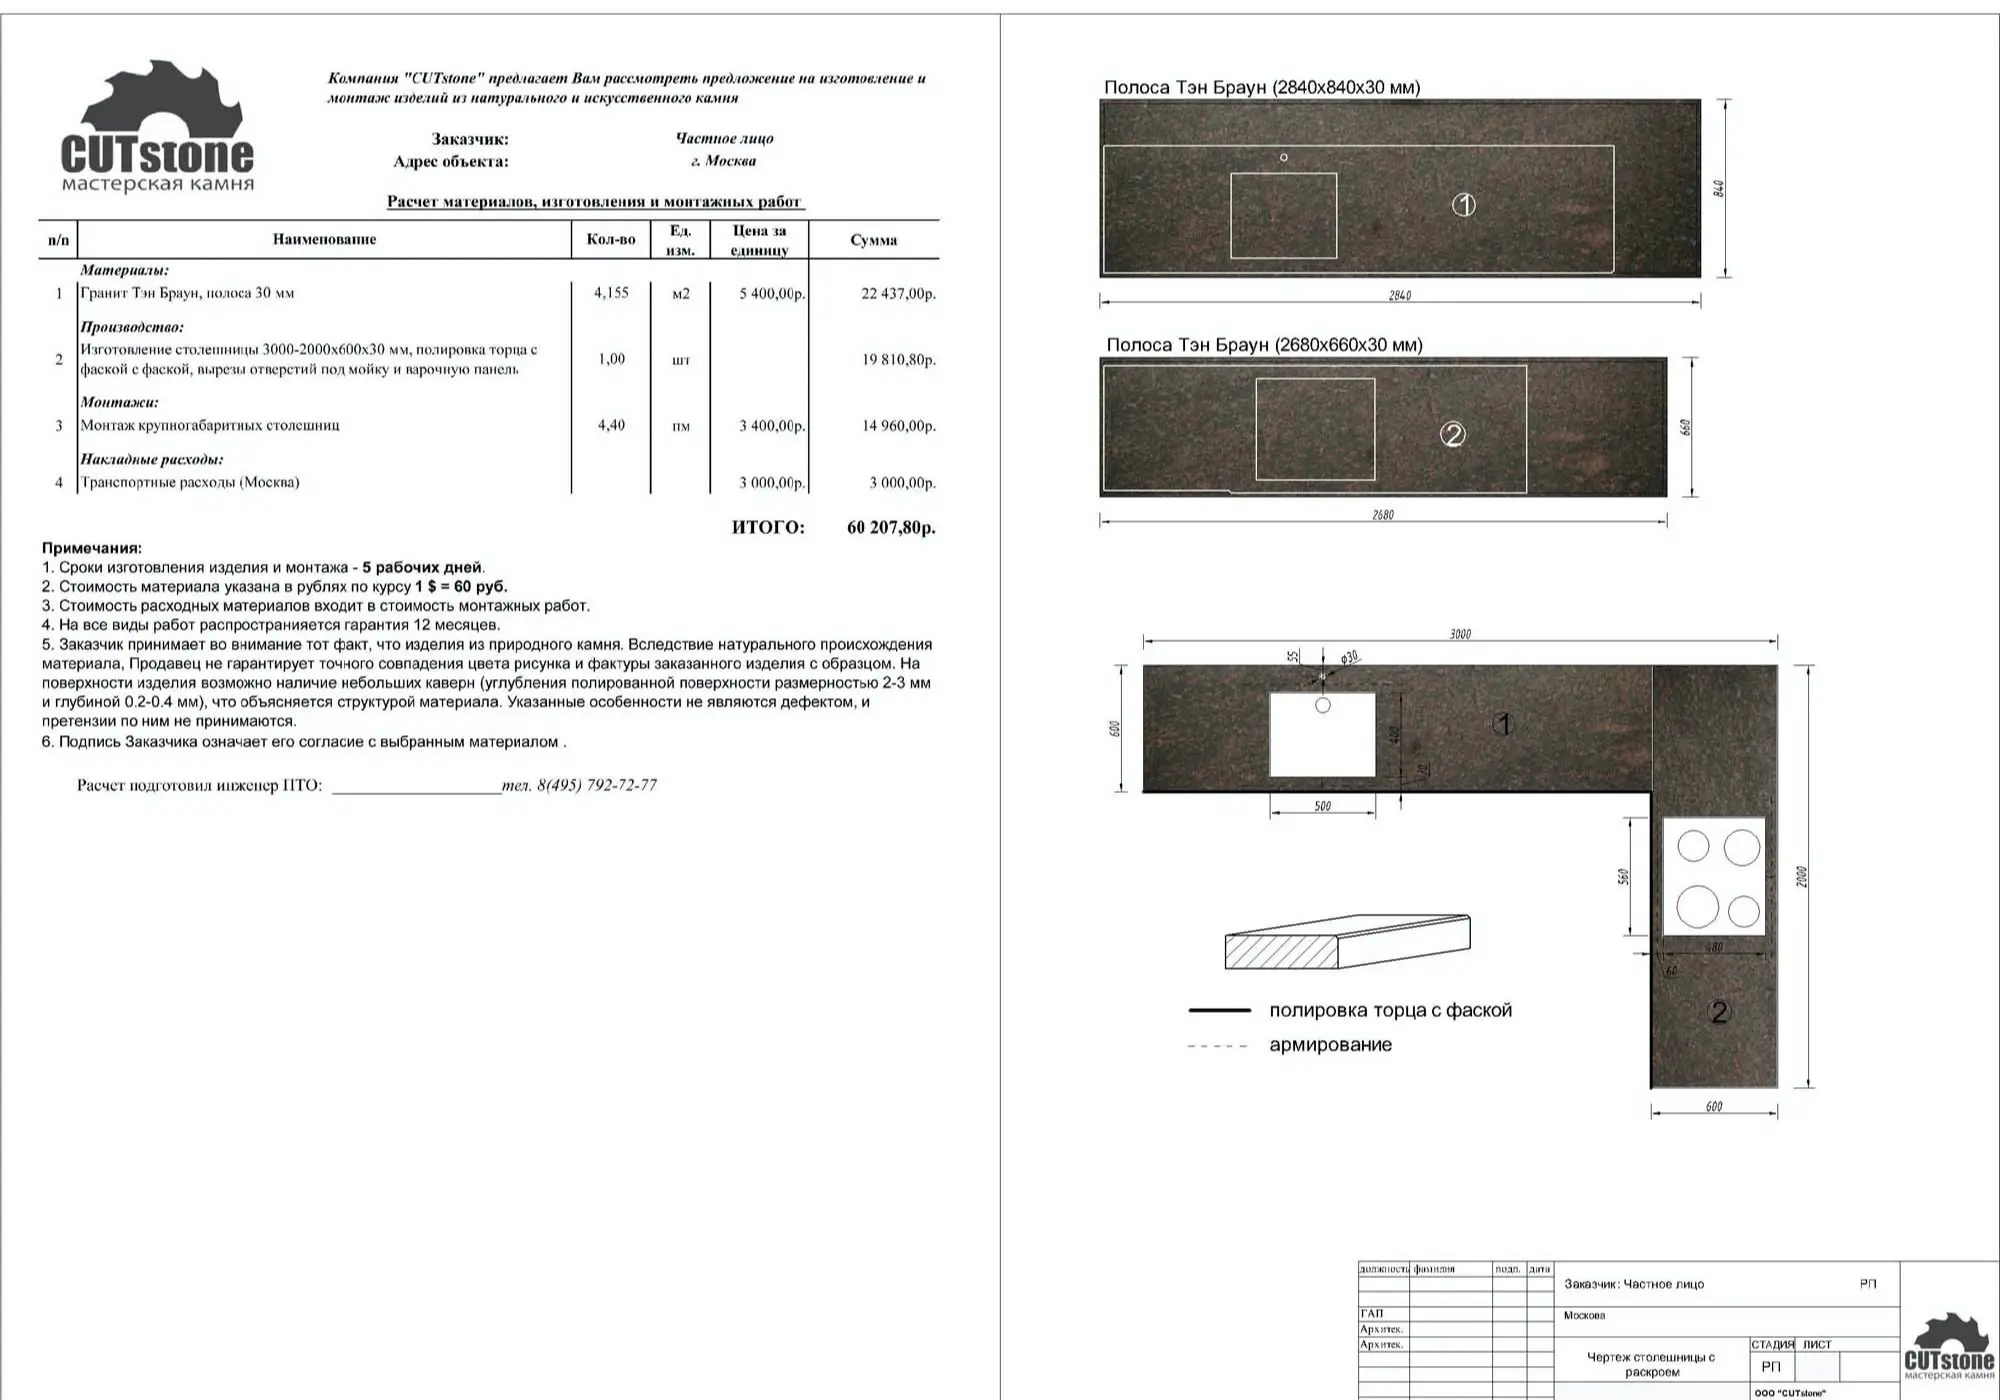 CUTstone
мастерская камня
Компания "CUTstone" предлагает Вам рассмотреть предложение на изготовление и
монтаж изделий из натурального и искусственного камня
Заказчик: Частное лицо
Адрес объекта: г. Москва
Расчет материалов, изготовления и монтажных работ
п/п Наименование Кол-во Ед. изм. Цена за единицу Сумма
Материалы:
1 Гранит Тэн Браун, полоса 30 мм 4,155 м2 5 400,00р. 22 437,00р.
Производство:
2 Изготовление столешницы 3000-2000х600х30 мм, полировка торца с
фаской с фаской, вырезы отверстий под мойку и варочную панель 1,00 шт 19 810,80р.
Монтажи:
3 Монтаж крупногабаритных столешниц 4,40 пм 3 400,00р. 14 960,00р.
Накладные расходы:
4 Транспортные расходы (Москва) 3 000,00р. 3 000,00р.
ИТОГО: 60 207,80р.
Примечания:
1. Сроки изготовления изделия и монтажа - 5 рабочих дней.
2. Стоимость материала указана в рублях по курсу 1 $ = 60 руб.
3. Стоимость расходных материалов входит в стоимость монтажных работ.
4. На все виды работ распространияется гарантия 12 месяцев.
5. Заказчик принимает во внимание тот факт, что изделия из природного камня. Вследствие натурального происхождения
материала, Продавец не гарантирует точного совпадения цвета рисунка и фактуры заказанного изделия с образцом. На
поверхности изделия возможно наличие небольших каверн (углубления полированной поверхности размерностью 2-3 мм
и глубиной 0.2-0.4 мм), что объясняется структурой материала. Указанные особенности не являются дефектом, и
претензии по ним не принимаются.
6. Подпись Заказчика означает его согласие с выбранным материалом .
Расчет подготовил инженер ПТО: тел. 8(495) 792-72-77
Полоса Тэн Браун (2840х840х30 мм)
1
840
2840
Полоса Тэн Браун (2680х660х30 мм)
2
660
2680
3000
55
ф30
600
1
400
70
500
560
2000
480
60
2
600
полировка торца с фаской
армирование
должность фамилия подп. дата
ГАП
Архитек.
Архитек.
Заказчик: Частное лицо РП
Москова
Чертеж столешницы с
раскроем
СТАДИЯ ЛИСТ
РП
ООО "CUTstone"
CUTstone
мастерская камня